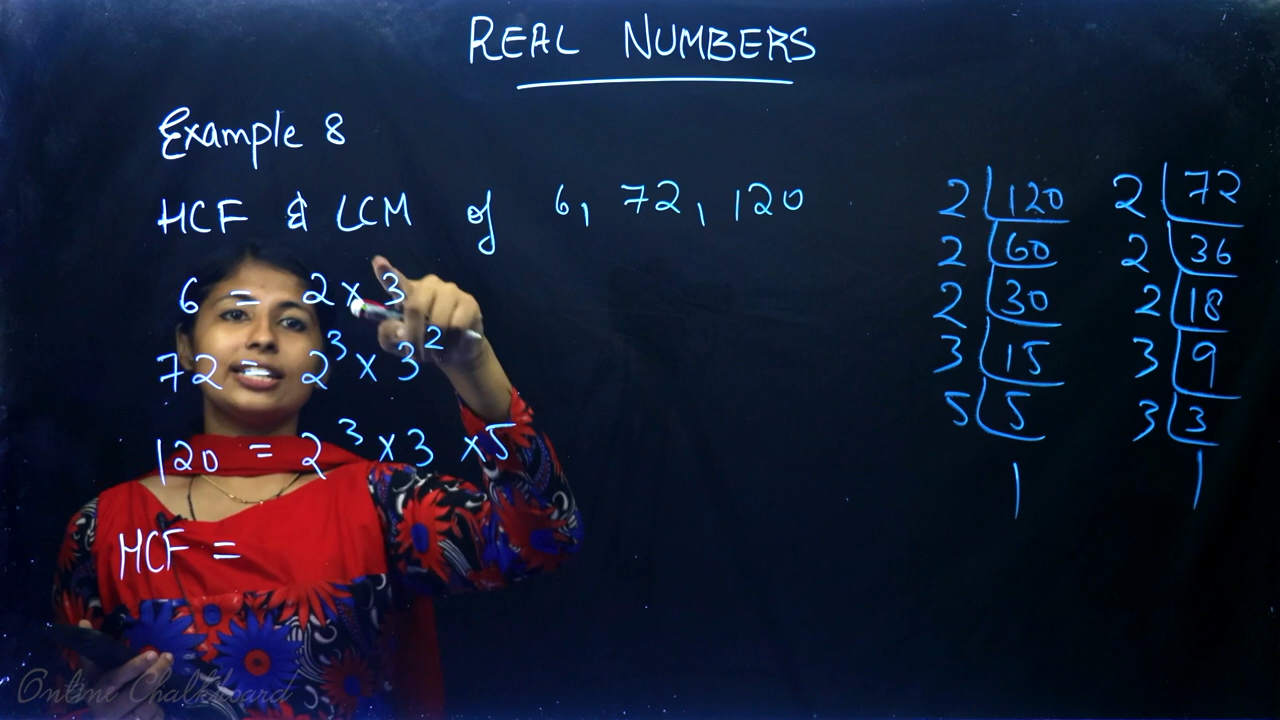 REAL NUMBERS
Example 8
HCF & LCM of 6, 72, 120
6 = 2 x 3
72 = 2³ x 3²
120 = 2³ x 3 x 5
HCF =
2 120
2 60
2 30
3 15
5 5
1
2 72
2 36
2 18
3 9
3 3
1
Online Chalkboard